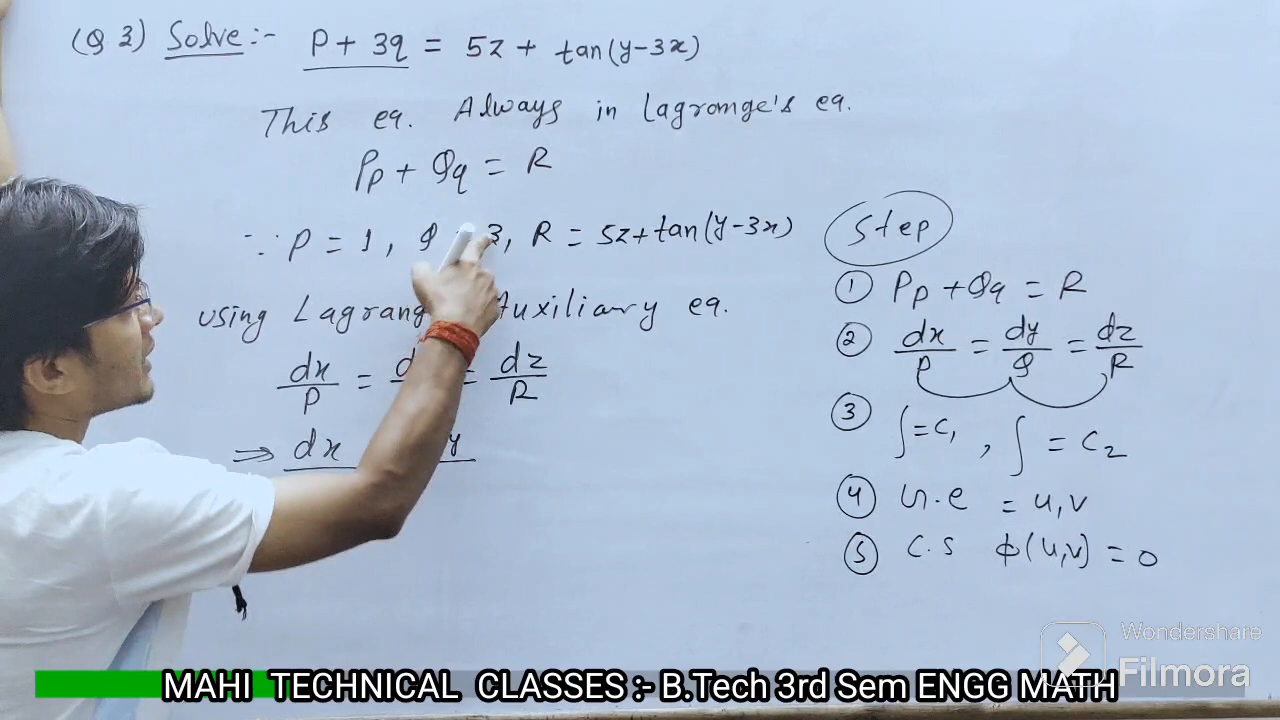 (Q 3) Solve:- p + 3q = 5z + tan(y-3x)
This eq. Always in Lagromge's eq.
Pp + Qq = R
∵ P = 1, Q 3, R = 5z+tan(y-3x)
using Lagrang Auxiliary eq.
dx/P = d = dz/R
⇒ dx y
Step
① Pp + Qq = R
② dx/P = dy/Q = dz/R
③ ∫=C₁, ∫ = C₂
④ G.e = u,v
⑤ C.S φ(u,v) = 0
Wondershare
Filmora
MAHI TECHNICAL CLASSES :- B.Tech 3rd Sem ENGG MATH